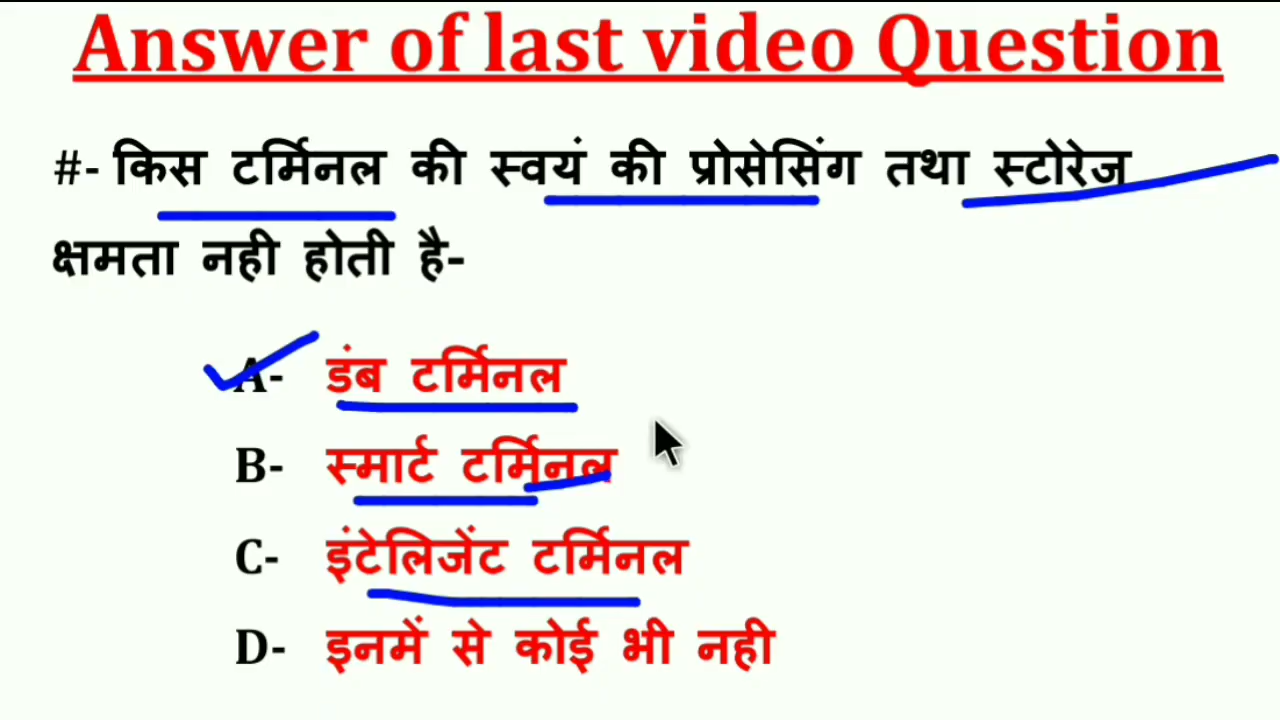 Answer of last video Question
#- किस टर्मिनल की स्वयं की प्रोसेसिंग तथा स्टोरेज
क्षमता नही होती है-
A- डंब टर्मिनल
B- स्मार्ट टर्मिनल
C- इंटेलिजेंट टर्मिनल
D- इनमें से कोई भी नही